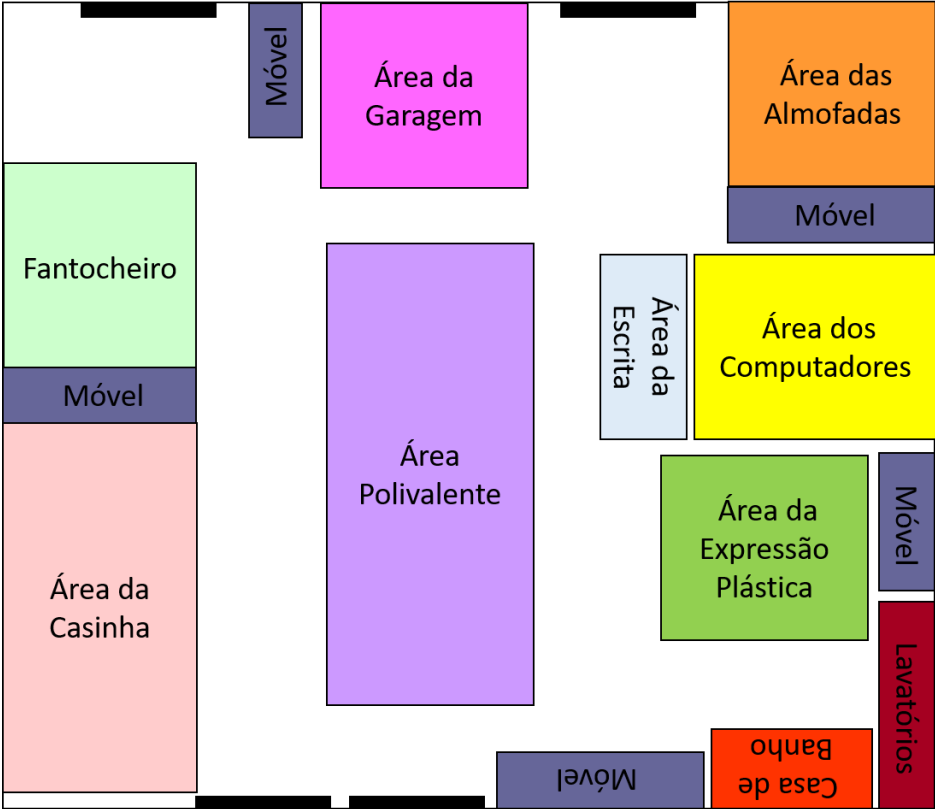 Móvel
Área da
Garagem
Área das
Almofadas
Móvel
Fantocheiro
Móvel
Área da
Escrita
Área dos
Computadores
Área
Polivalente
Área da
Expressão
Plástica
Móvel
Área da
Casinha
Lavatórios
Móvel
Casa de
Banho